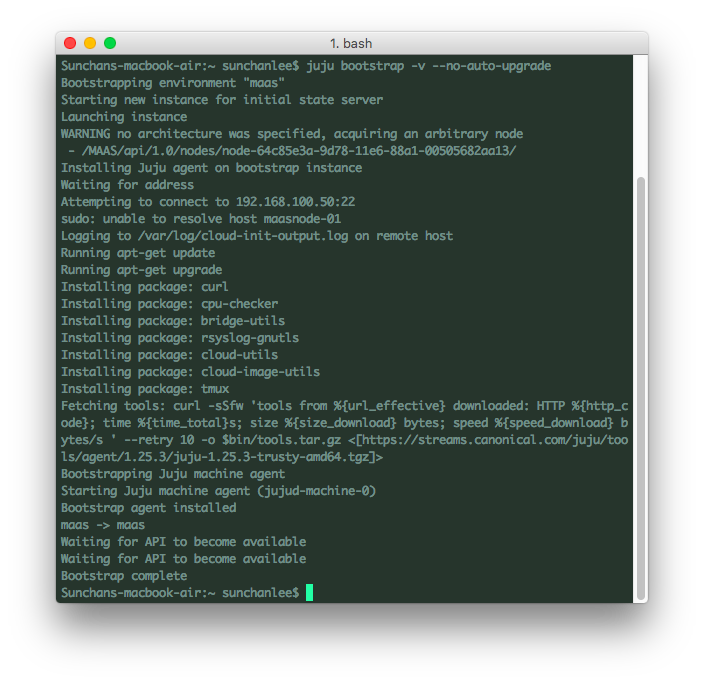 1. bash
Sunchans-macbook-air:~ sunchanlee$ juju bootstrap -v --no-auto-upgrade
Bootstrapping environment "maas"
Starting new instance for initial state server
Launching instance
WARNING no architecture was specified, acquiring an arbitrary node
 - /MAAS/api/1.0/nodes/node-64c85e3a-9d78-11e6-88a1-00505682aa13/
Installing Juju agent on bootstrap instance
Waiting for address
Attempting to connect to 192.168.100.50:22
sudo: unable to resolve host maasnode-01
Logging to /var/log/cloud-init-output.log on remote host
Running apt-get update
Running apt-get upgrade
Installing package: curl
Installing package: cpu-checker
Installing package: bridge-utils
Installing package: rsyslog-gnutls
Installing package: cloud-utils
Installing package: cloud-image-utils
Installing package: tmux
Fetching tools: curl -sSfw 'tools from %{url_effective} downloaded: HTTP %{http_c
ode}; time %{time_total}s; size %{size_download} bytes; speed %{speed_download} b
ytes/s ' --retry 10 -o $bin/tools.tar.gz <[https://streams.canonical.com/juju/too
ls/agent/1.25.3/juju-1.25.3-trusty-amd64.tgz]>
Bootstrapping Juju machine agent
Starting Juju machine agent (jujud-machine-0)
Bootstrap agent installed
maas -> maas
Waiting for API to become available
Waiting for API to become available
Bootstrap complete
Sunchans-macbook-air:~ sunchanlee$